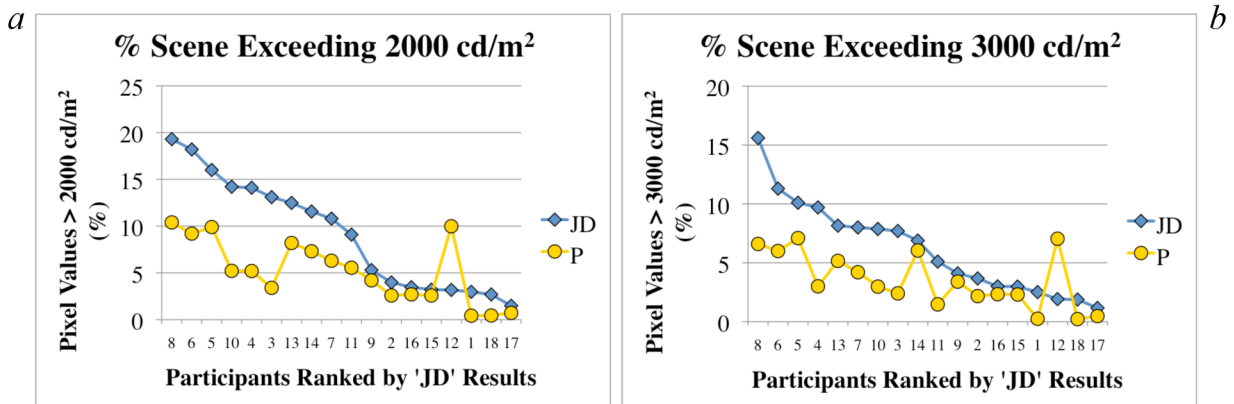 a
% Scene Exceeding 2000 cd/m²
Pixel Values > 2000 cd/m²
(%)
25
20
15
10
5
0
8 6 5 10 4 3 13 14 7 11 9 2 16 15 12 1 18 17
Participants Ranked by 'JD' Results
JD
P
b
% Scene Exceeding 3000 cd/m²
Pixel Values > 3000 cd/m²
(%)
20
15
10
5
0
8 6 5 4 13 7 10 3 14 11 9 2 16 15 1 12 18 17
Participants Ranked by 'JD' Results
JD
P